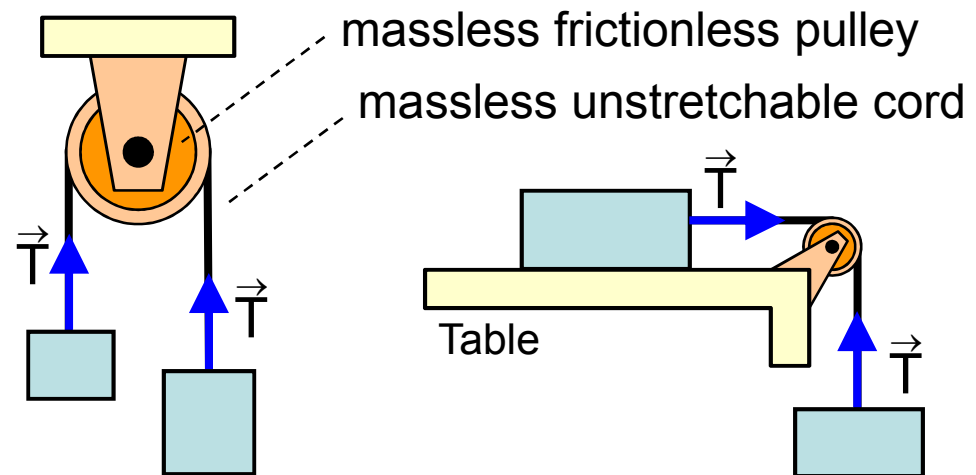 massless frictionless pulley
massless unstretchable cord
T⃗
T⃗
T⃗
Table
T⃗